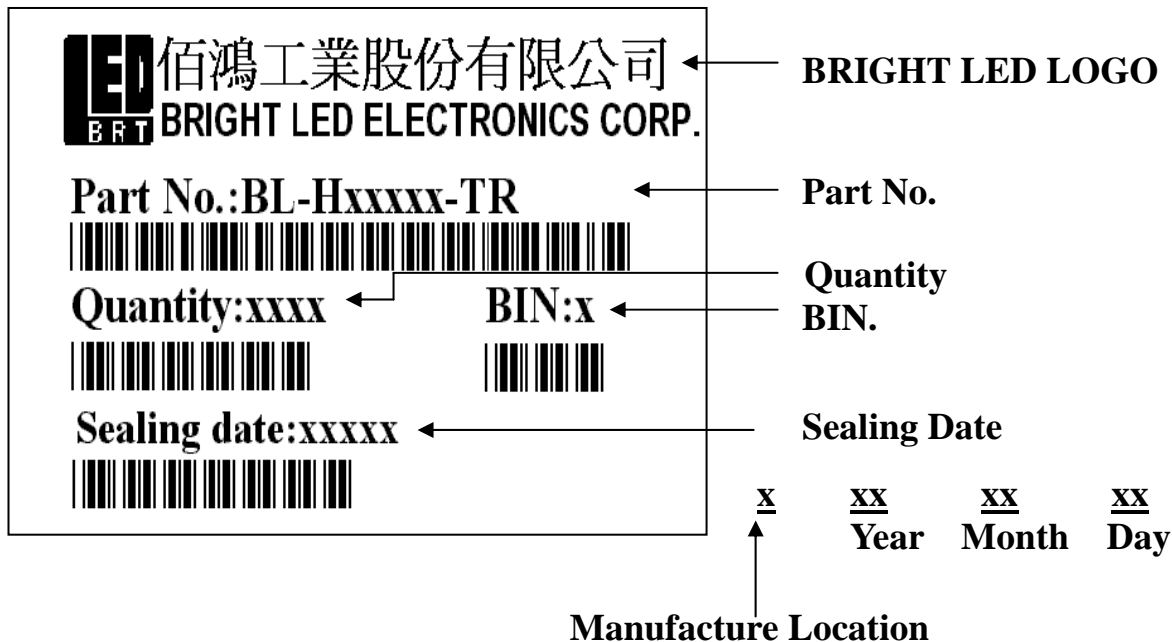 LED
BRT
佰鴻工業股份有限公司
BRIGHT LED ELECTRONICS CORP.
BRIGHT LED LOGO
Part No.:BL-Hxxxxx-TR
Part No.
Quantity
Quantity:xxxx
BIN:x
BIN.
Sealing date:xxxxx
Sealing Date
x xx xx xx
Year Month Day
Manufacture Location